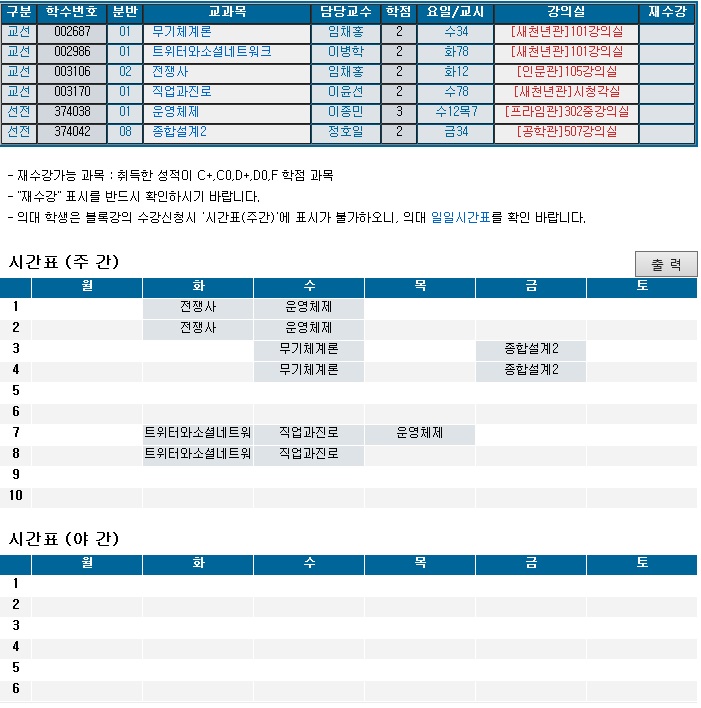 구분 학수번호 분반 교과목 담당교수 학점 요일/교시 강의실 재수강
교선 002687 01 무기체계론 임채홍 2 수34 [새천년관]101강의실
교선 002986 01 트위터와소셜네트워크 이병학 2 화78 [새천년관]101강의실
교선 003106 02 전쟁사 임채홍 2 화12 [인문관]105강의실
교선 003170 01 직업과진로 이윤선 2 수78 [새천년관]시청각실
선전 374038 01 운영체제 이종민 3 수12목7 [프라임관]302중강의실
선전 374042 08 종합설계2 정호일 2 금34 [공학관]507강의실
- 재수강가능 과목 : 취득한 성적이 C+,C0,D+,D0,F 학점 과목
- "재수강" 표시를 반드시 확인하시기 바랍니다.
- 의대 학생은 블록강의 수강신청시 '시간표(주간)'에 표시가 불가하오니, 의대 일일시간표를 확인 바랍니다.
시간표 (주 간) 출 력
월 화 수 목 금 토
1 전쟁사 운영체제
2 전쟁사 운영체제
3 무기체계론 종합설계2
4 무기체계론 종합설계2
5
6
7 트위터와소셜네트워 직업과진로 운영체제
8 트위터와소셜네트워 직업과진로
9
10
시간표 (야 간)
월 화 수 목 금 토
1
2
3
4
5
6